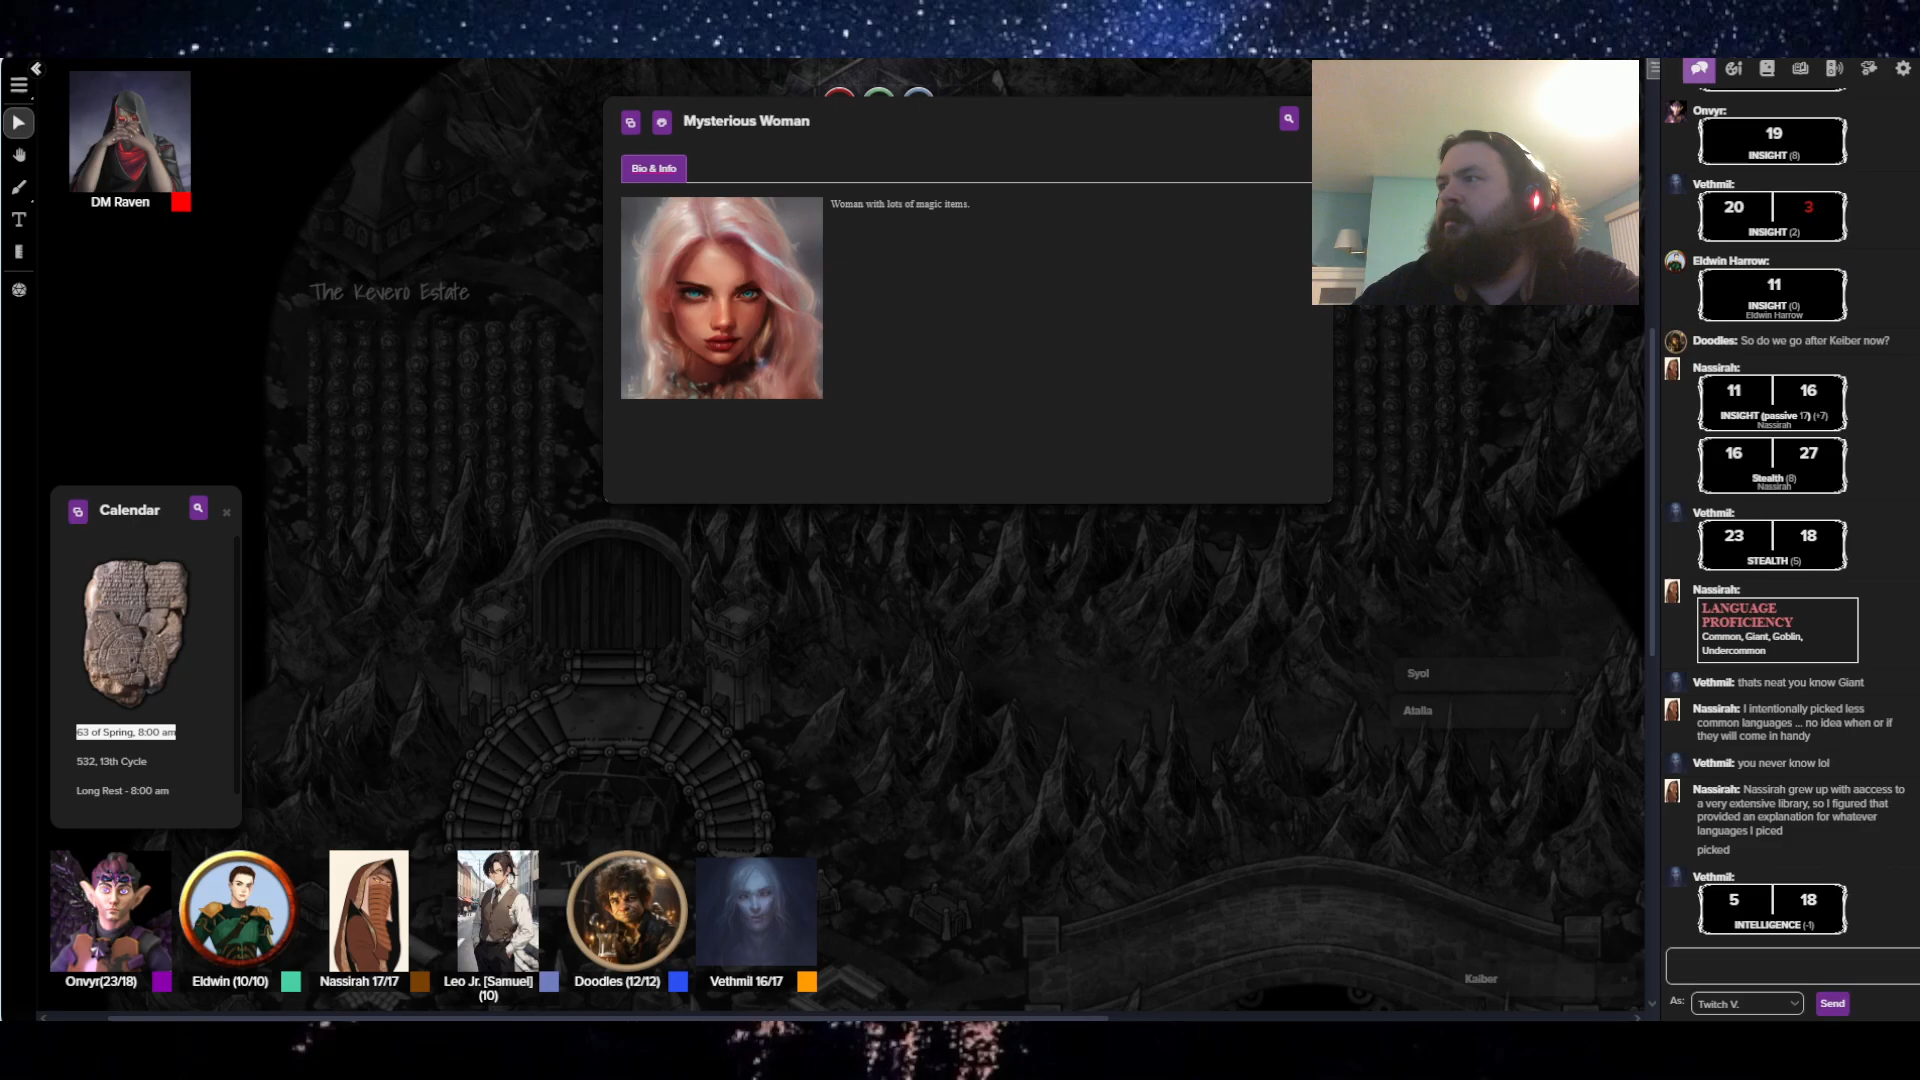 DM Raven
The Kevero Estate
Mysterious Woman
Bio & Info
Woman with lots of magic items.
Calendar
63 of Spring, 8:00 am
532, 13th Cycle
Long Rest - 8:00 am
Syol
Atalla
Kaiber
Onvyr(23/18)
Eldwin (10/10)
Nassirah 17/17
Leo Jr. [Samuel]
(10)
Doodles (12/12)
Vethmil 16/17
Onvyr:
19
INSIGHT (8)
Vethmil:
20 3
INSIGHT (2)
Eldwin Harrow:
11
INSIGHT (0)
Eldwin Harrow
Doodles: So do we go after Keiber now?
Nassirah:
11 16
INSIGHT (passive 17) (+7)
Nassirah
16 27
Stealth (8)
Nassirah
Vethmil:
23 18
STEALTH (5)
Nassirah:
LANGUAGE
PROFICIENCY
Common, Giant, Goblin,
Undercommon
Vethmil: thats neat you know Giant
Nassirah: I intentionally picked less
common languages ... no idea when or if
they will come in handy
Vethmil: you never know lol
Nassirah: Nassirah grew up with aaccess to
a very extensive library, so I figured that
provided an explanation for whatever
languages I piced
picked
Vethmil:
5 18
INTELLIGENCE (-1)
As: Twitch V. Send